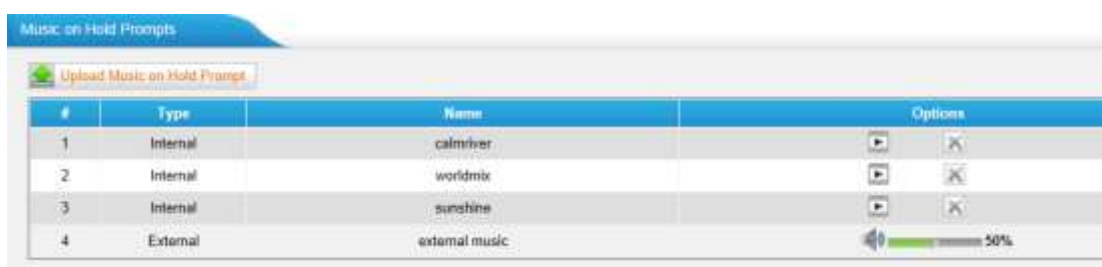 Music on Hold Prompts
Upload Music on Hold Prompt
# Type Name Options
1 Internal calmriver
2 Internal worldmix
3 Internal sunshine
4 External external music 50%